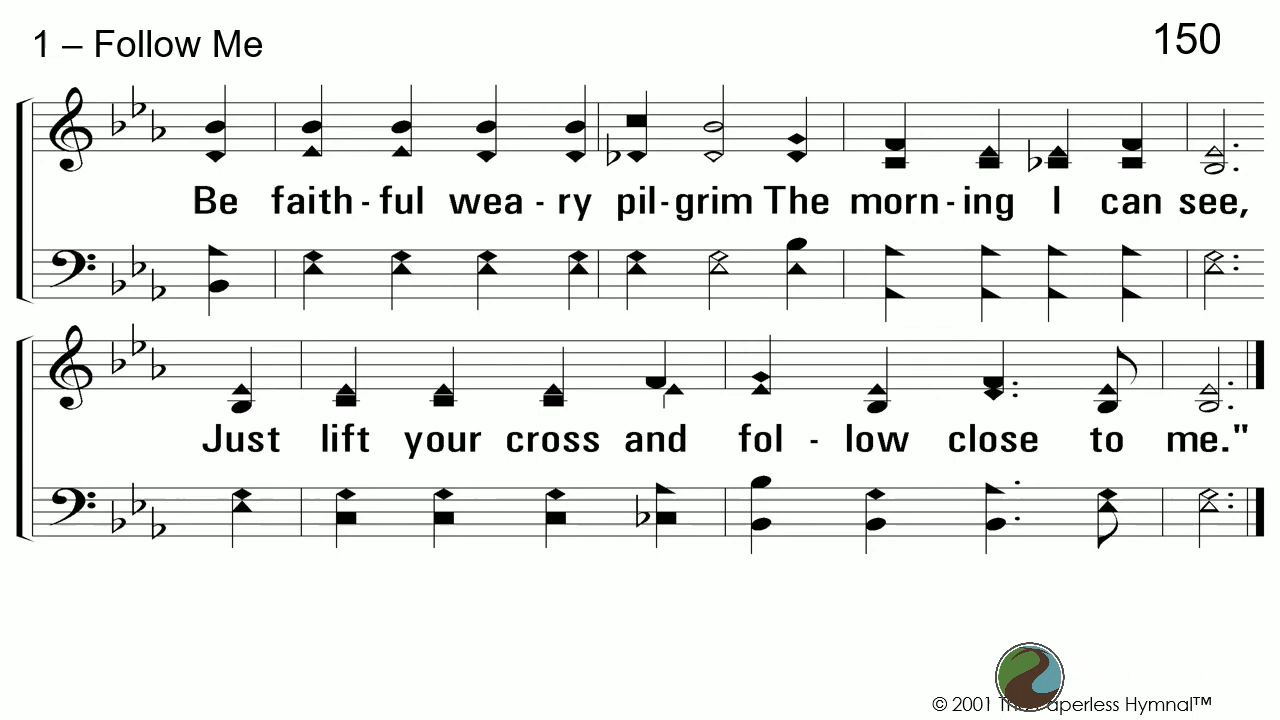 1 – Follow Me
150
Be faith - ful wea - ry pil - grim The morn - ing I can see,
Just lift your cross and fol - low close to me."
© 2001 The Paperless Hymnal™